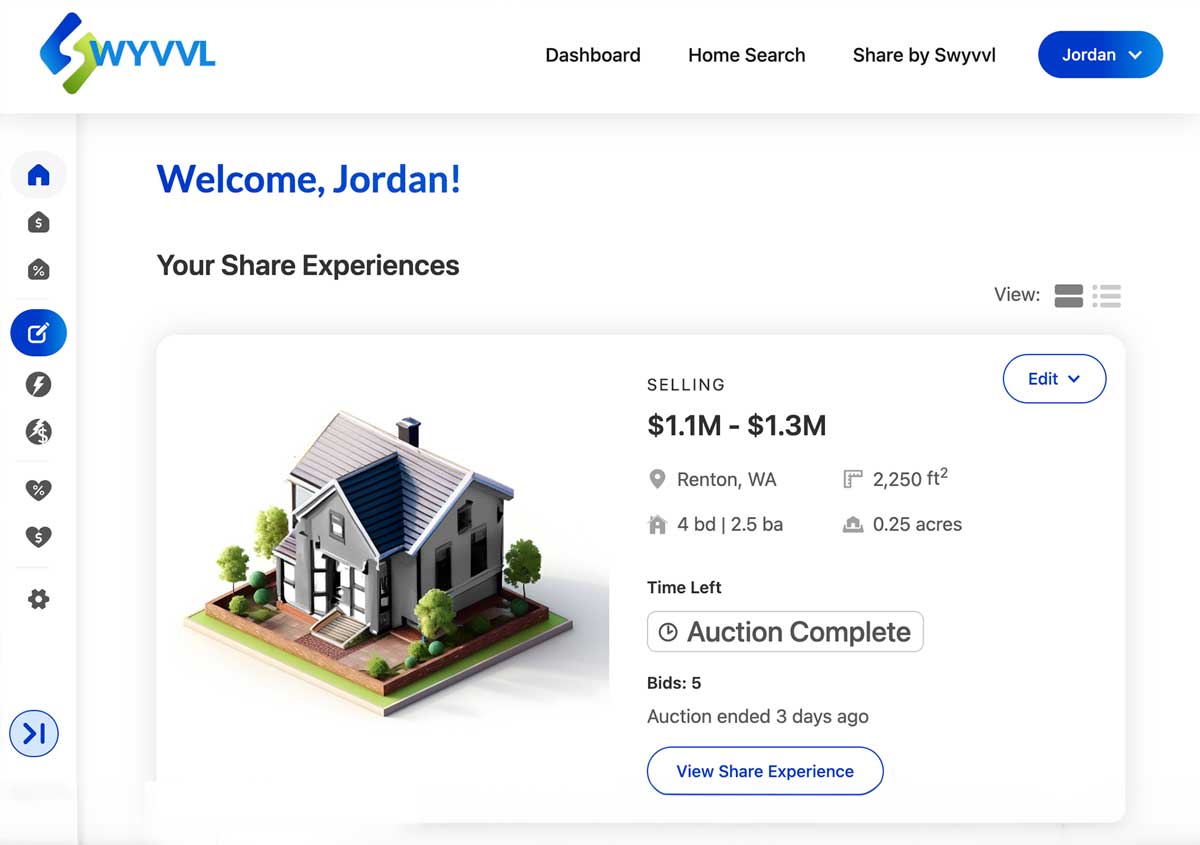 SWYVVL
Dashboard
Home Search
Share by Swyvvl
Jordan
Welcome, Jordan!
Your Share Experiences
View:
Edit
SELLING
$1.1M - $1.3M
Renton, WA
2,250 ft²
4 bd | 2.5 ba
0.25 acres
Time Left
Auction Complete
Bids: 5
Auction ended 3 days ago
View Share Experience